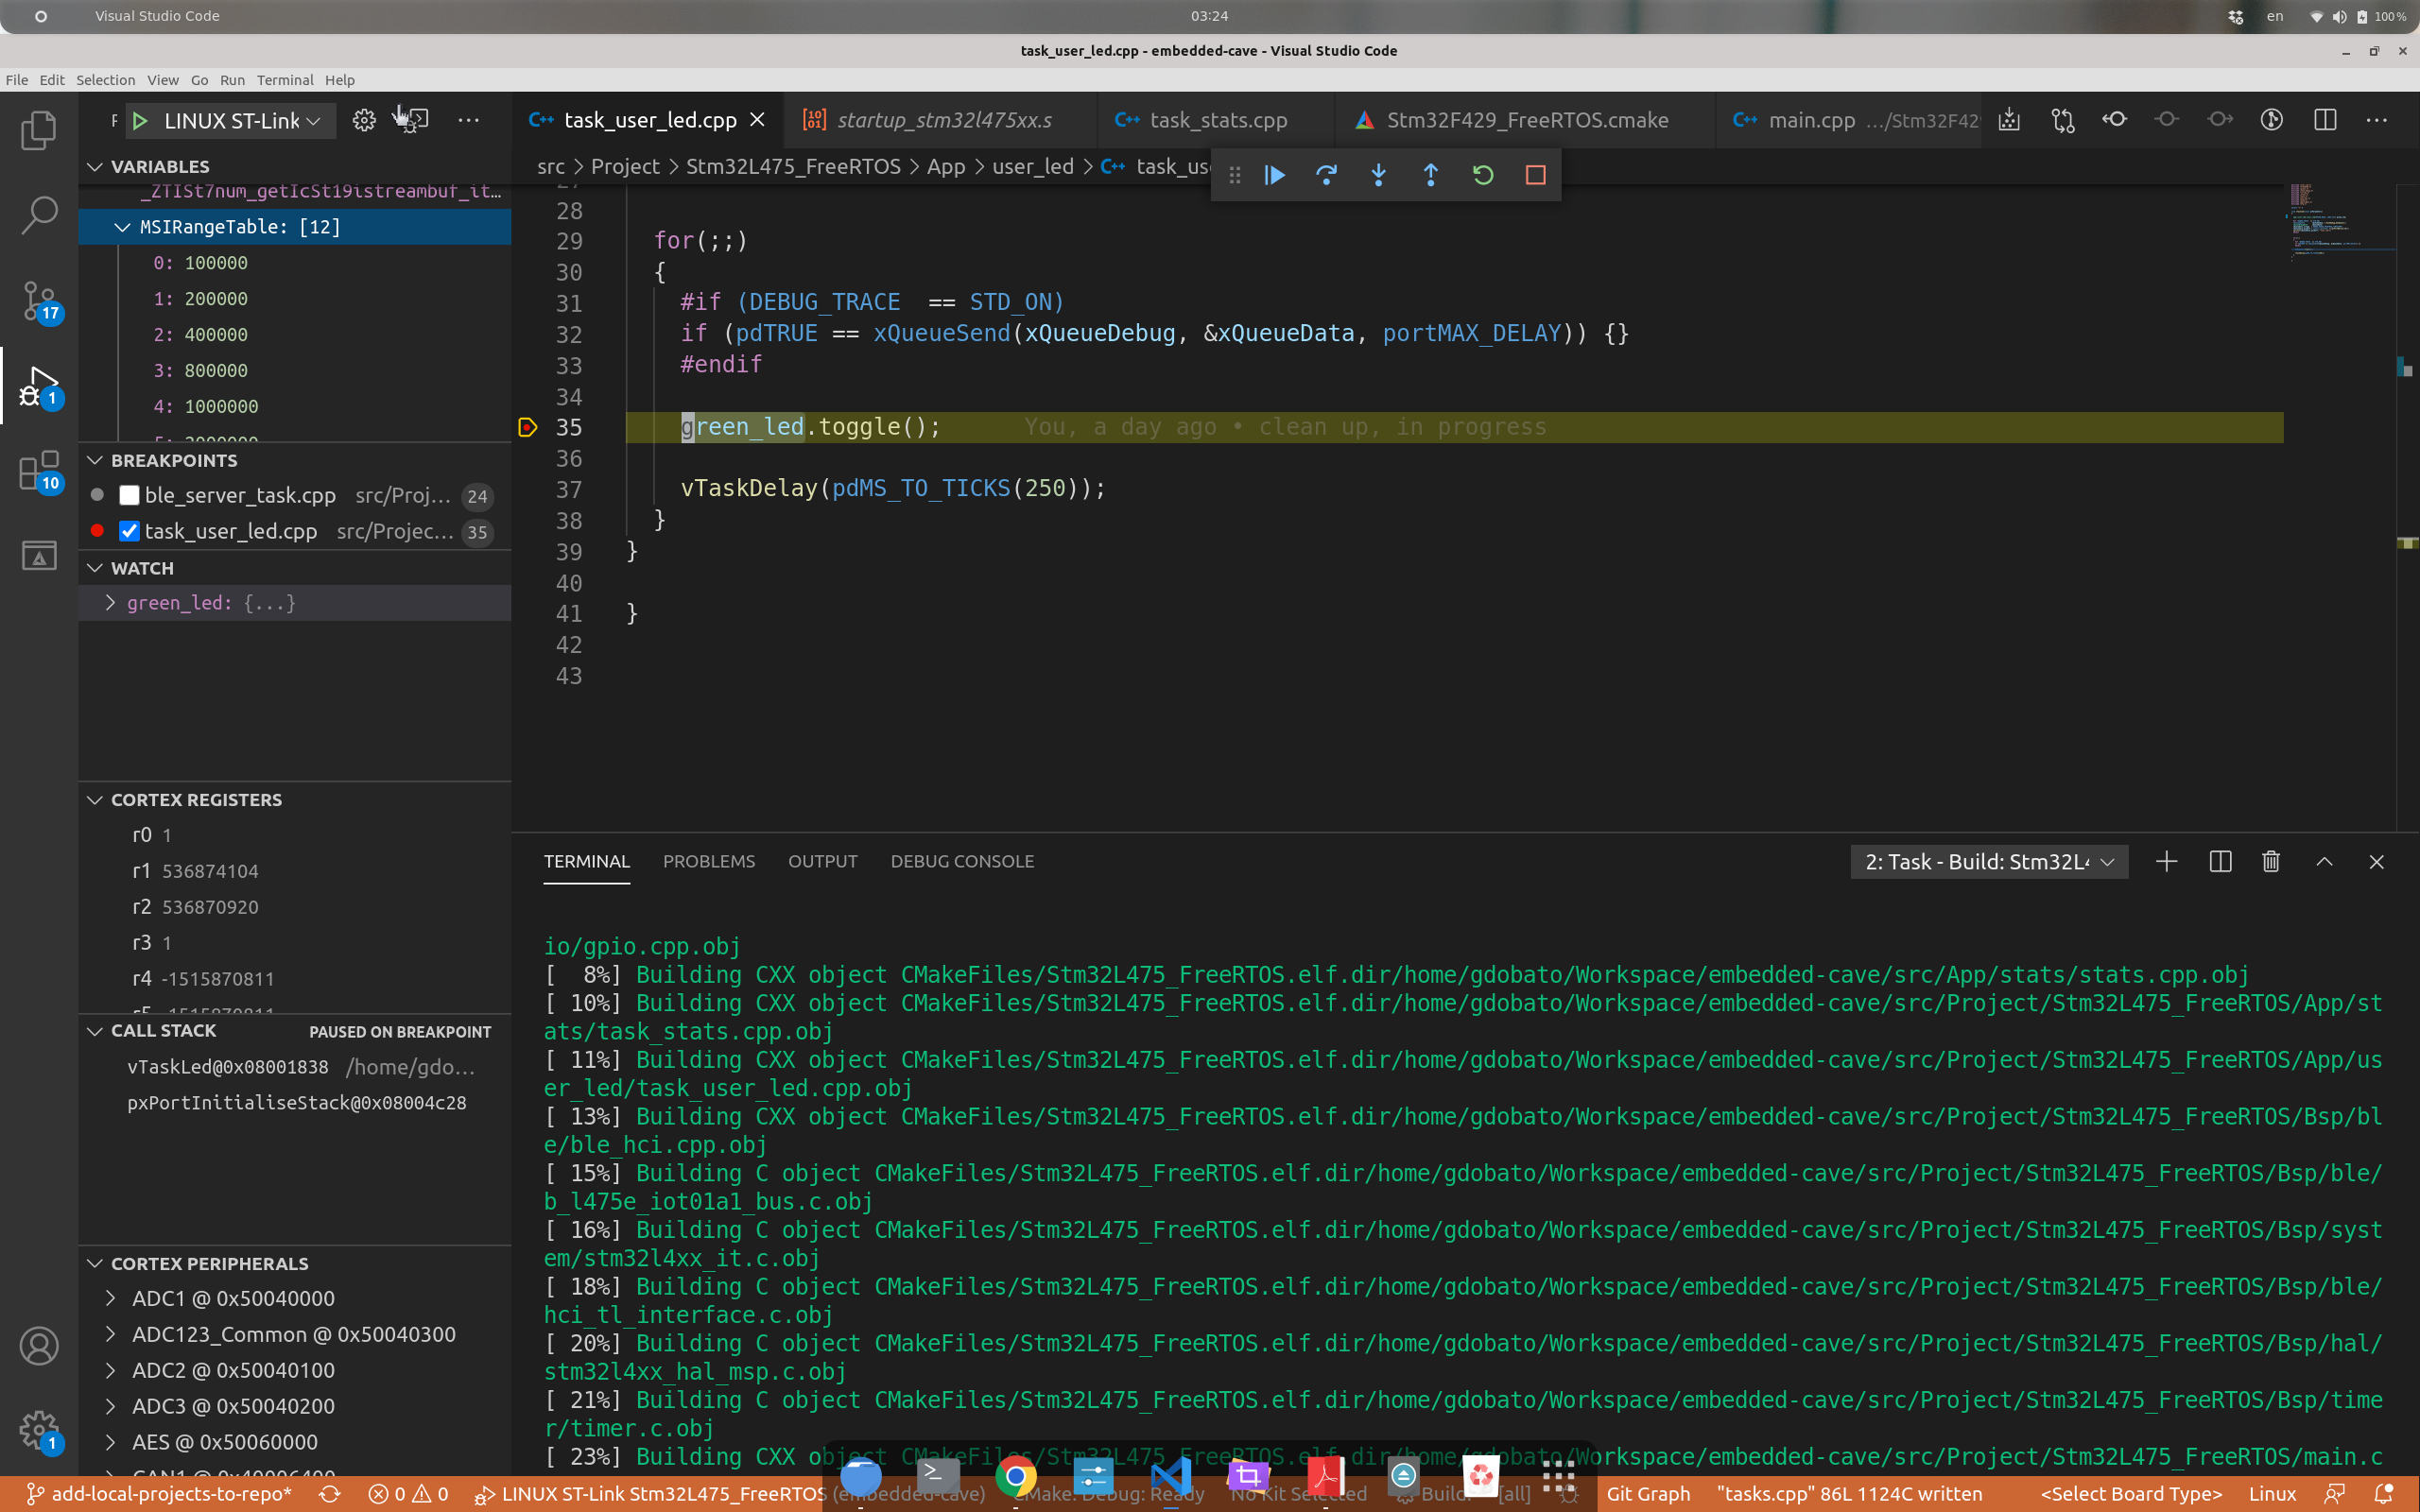 Visual Studio Code
03:24
en
100%
task_user_led.cpp - embedded-cave - Visual Studio Code
File Edit Selection View Go Run Terminal Help
LINUX ST-Link
VARIABLES
_ZTISt7num_getIcSt19istreambuf_it...
MSIRangeTable: [12]
0: 100000
1: 200000
2: 400000
3: 800000
4: 1000000
BREAKPOINTS
ble_server_task.cpp src/Proj... 24
task_user_led.cpp src/Projec... 35
WATCH
green_led: {...}
CORTEX REGISTERS
r0 1
r1 536874104
r2 536870920
r3 1
r4 -1515870811
r5 -1515870811
CALL STACK PAUSED ON BREAKPOINT
vTaskLed@0x08001838 /home/gdo...
pxPortInitialiseStack@0x08004c28
CORTEX PERIPHERALS
ADC1 @ 0x50040000
ADC123_Common @ 0x50040300
ADC2 @ 0x50040100
ADC3 @ 0x50040200
AES @ 0x50060000
CAN1 @ 0x40006400
17
1
10
1
task_user_led.cpp
startup_stm32l475xx.s
task_stats.cpp
Stm32F429_FreeRTOS.cmake
main.cpp .../Stm32F429
src > Project > Stm32L475_FreeRTOS > App > user_led > task_us
27
28
29 for(;;)
30 {
31 #if (DEBUG_TRACE == STD_ON)
32 if (pdTRUE == xQueueSend(xQueueDebug, &xQueueData, portMAX_DELAY)) {}
33 #endif
34
35 green_led.toggle(); You, a day ago • clean up, in progress
36
37 vTaskDelay(pdMS_TO_TICKS(250));
38 }
39 }
40
41 }
42
43
TERMINAL PROBLEMS OUTPUT DEBUG CONSOLE
2: Task - Build: Stm32L4
io/gpio.cpp.obj
[  8%] Building CXX object CMakeFiles/Stm32L475_FreeRTOS.elf.dir/home/gdobato/Workspace/embedded-cave/src/App/stats/stats.cpp.obj
[ 10%] Building CXX object CMakeFiles/Stm32L475_FreeRTOS.elf.dir/home/gdobato/Workspace/embedded-cave/src/Project/Stm32L475_FreeRTOS/App/st
ats/task_stats.cpp.obj
[ 11%] Building CXX object CMakeFiles/Stm32L475_FreeRTOS.elf.dir/home/gdobato/Workspace/embedded-cave/src/Project/Stm32L475_FreeRTOS/App/us
er_led/task_user_led.cpp.obj
[ 13%] Building CXX object CMakeFiles/Stm32L475_FreeRTOS.elf.dir/home/gdobato/Workspace/embedded-cave/src/Project/Stm32L475_FreeRTOS/Bsp/bl
e/ble_hci.cpp.obj
[ 15%] Building C object CMakeFiles/Stm32L475_FreeRTOS.elf.dir/home/gdobato/Workspace/embedded-cave/src/Project/Stm32L475_FreeRTOS/Bsp/ble/
b_l475e_iot01a1_bus.c.obj
[ 16%] Building C object CMakeFiles/Stm32L475_FreeRTOS.elf.dir/home/gdobato/Workspace/embedded-cave/src/Project/Stm32L475_FreeRTOS/Bsp/syst
em/stm32l4xx_it.c.obj
[ 18%] Building C object CMakeFiles/Stm32L475_FreeRTOS.elf.dir/home/gdobato/Workspace/embedded-cave/src/Project/Stm32L475_FreeRTOS/Bsp/ble/
hci_tl_interface.c.obj
[ 20%] Building C object CMakeFiles/Stm32L475_FreeRTOS.elf.dir/home/gdobato/Workspace/embedded-cave/src/Project/Stm32L475_FreeRTOS/Bsp/hal/
stm32l4xx_hal_msp.c.obj
[ 21%] Building C object CMakeFiles/Stm32L475_FreeRTOS.elf.dir/home/gdobato/Workspace/embedded-cave/src/Project/Stm32L475_FreeRTOS/Bsp/time
r/timer.c.obj
[ 23%] Building CXX object CMakeFiles/Stm32L475_FreeRTOS.elf.dir/home/gdobato/Workspace/embedded-cave/src/Project/Stm32L475_FreeRTOS/main.c
add-local-projects-to-repo* 0 0 LINUX ST-Link Stm32L475_FreeRTOS (embedded-cave) CMake: Debug: Ready No Kit Selected Build: [all] Git Graph "tasks.cpp" 86L 1124C written <Select Board Type> Linux